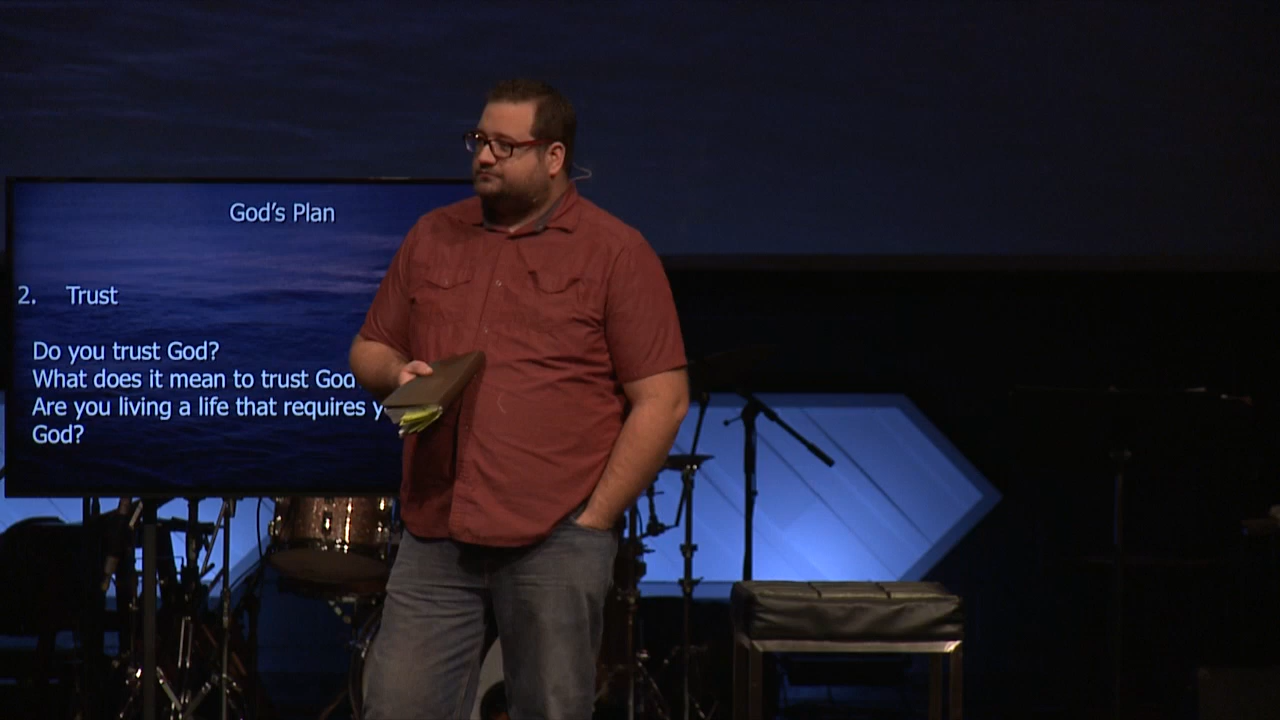 God’s Plan
2. Trust
Do you trust God?
What does it mean to trust God
Are you living a life that requires
God?